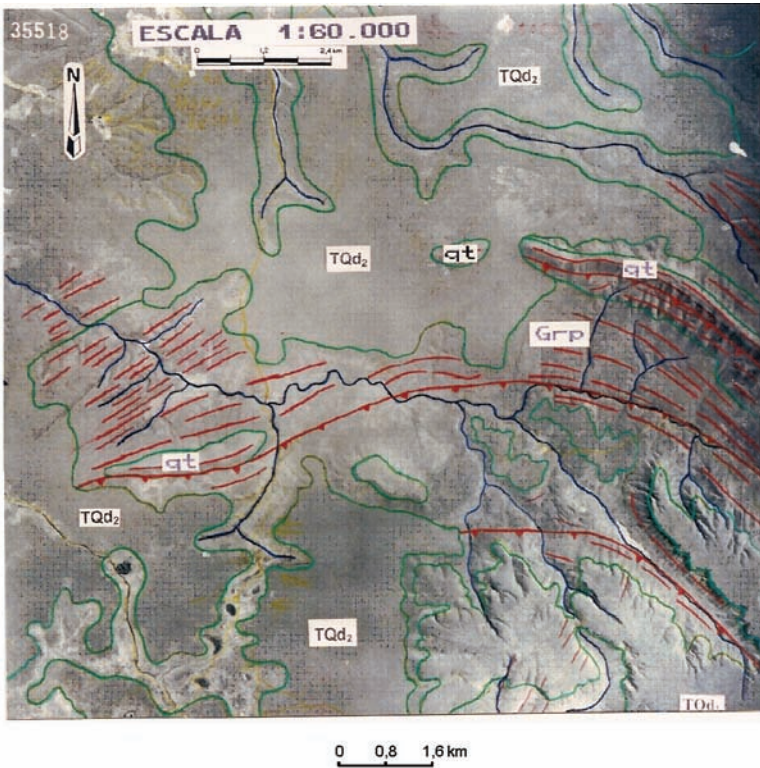 35518
ESCALA 1:60.000
0 1,2 2,4 km
N
TQd₂
TQd₂
qt
qt
Grp
qt
TQd₂
TQd₂
0 0,8 1,6 km